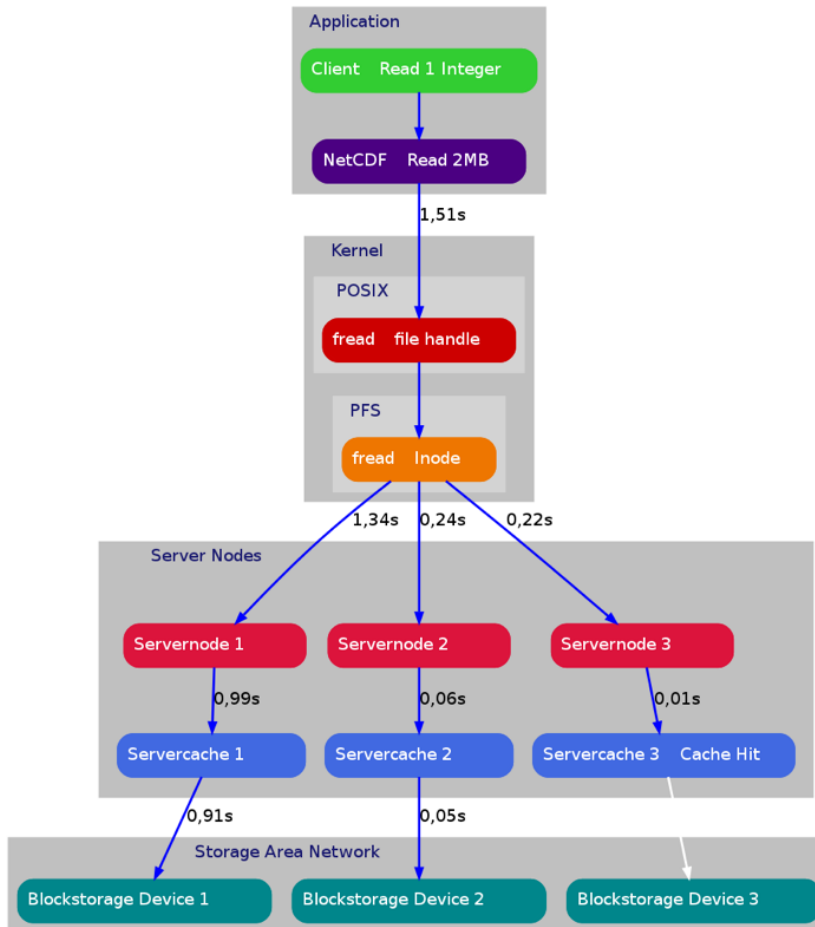 Application
Client    Read 1 Integer
NetCDF    Read 2MB
1,51s
Kernel
POSIX
fread    file handle
PFS
fread    Inode
1,34s 0,24s 0,22s
Server Nodes
Servernode 1 Servernode 2 Servernode 3
0,99s 0,06s 0,01s
Servercache 1 Servercache 2 Servercache 3    Cache Hit
0,91s 0,05s
Storage Area Network
Blockstorage Device 1 Blockstorage Device 2 Blockstorage Device 3